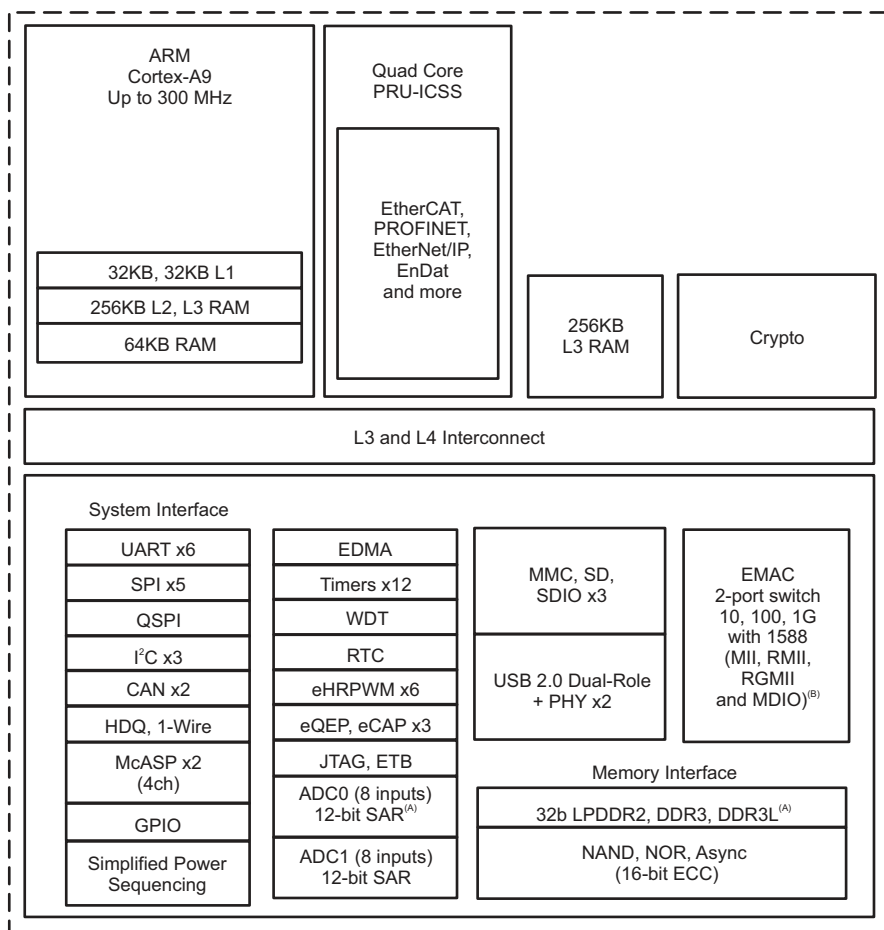 ARM
Cortex-A9
Up to 300 MHz
32KB, 32KB L1
256KB L2, L3 RAM
64KB RAM
Quad Core
PRU-ICSS
EtherCAT,
PROFINET,
EtherNet/IP,
EnDat
and more
256KB
L3 RAM
Crypto
L3 and L4 Interconnect
System Interface
UART x6
SPI x5
QSPI
I²C x3
CAN x2
HDQ, 1-Wire
McASP x2
(4ch)
GPIO
Simplified Power
Sequencing
EDMA
Timers x12
WDT
RTC
eHRPWM x6
eQEP, eCAP x3
JTAG, ETB
ADC0 (8 inputs)
12-bit SAR(A)
ADC1 (8 inputs)
12-bit SAR
MMC, SD,
SDIO x3
USB 2.0 Dual-Role
+ PHY x2
EMAC
2-port switch
10, 100, 1G
with 1588
(MII, RMII,
RGMII
and MDIO)(B)
Memory Interface
32b LPDDR2, DDR3, DDR3L(A)
NAND, NOR, Async
(16-bit ECC)